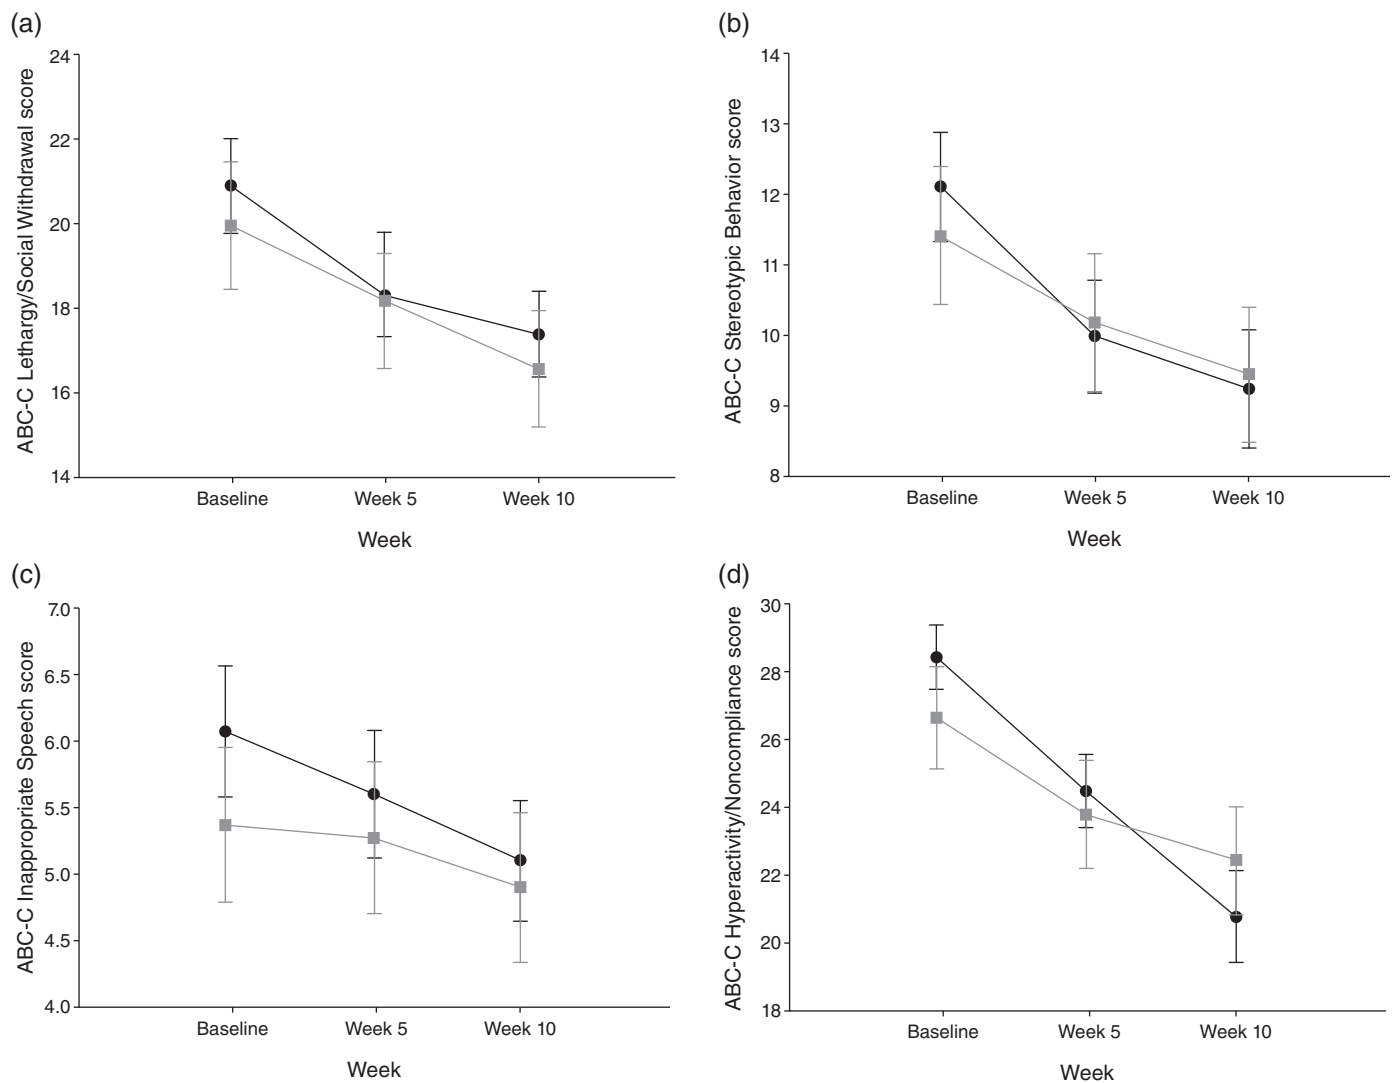 (a)
ABC-C Lethargy/Social Withdrawal score
24
22
20
18
16
14
Baseline
Week 5
Week 10
Week
(b)
ABC-C Stereotypic Behavior score
14
13
12
11
10
9
8
Baseline
Week 5
Week 10
Week
(c)
ABC-C Inappropriate Speech score
7.0
6.5
6.0
5.5
5.0
4.5
4.0
Baseline
Week 5
Week 10
Week
(d)
ABC-C Hyperactivity/Noncompliance score
30
28
26
24
22
20
18
Baseline
Week 5
Week 10
Week